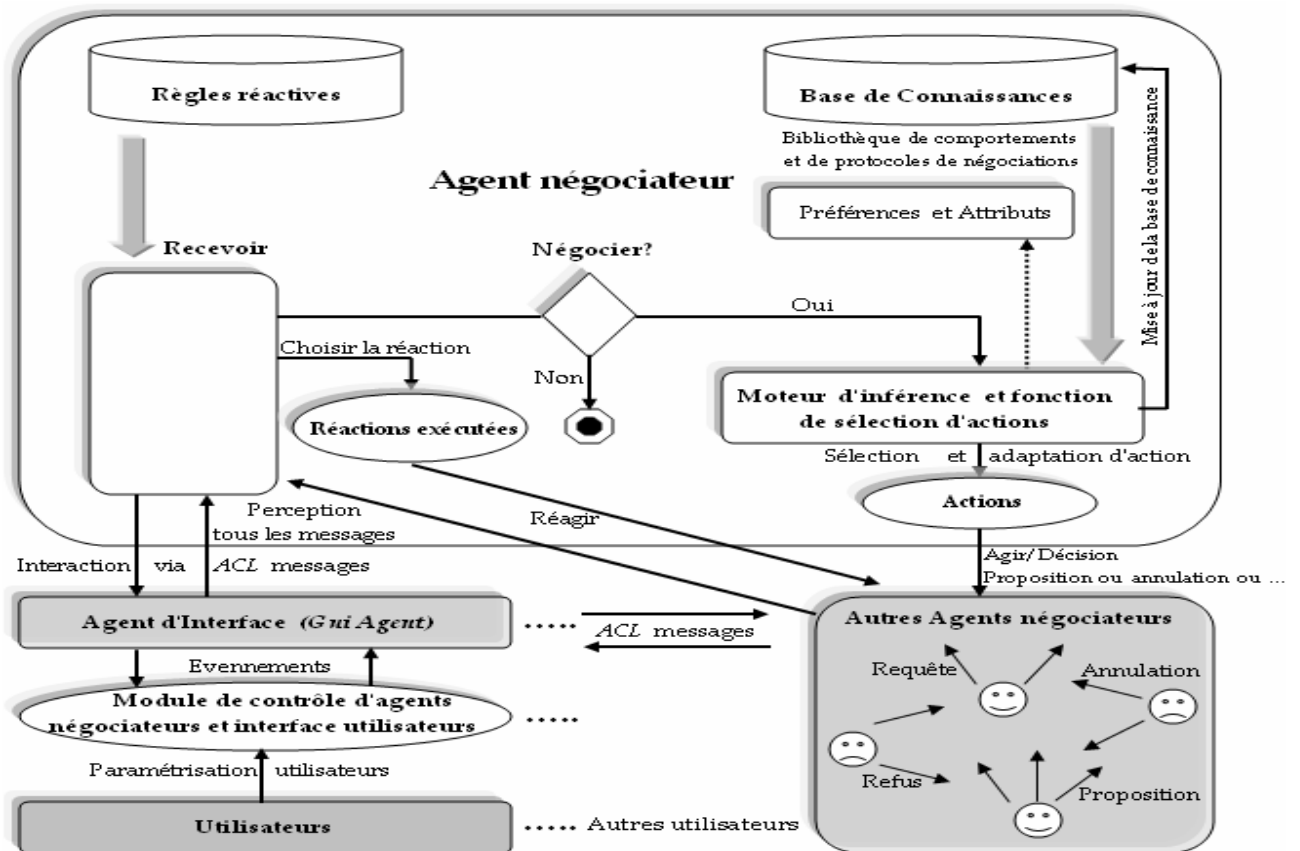 Règles réactives
Base de Connaissances
Mise à jour dela base de connaissance
Bibliothèque de comportements
et de protocoles de négociations
Agent négociateur
Préférences et Attributs
Recevoir
Négocier?
Oui
Choisir la réaction
Non
Moteur d'inférence et fonction
de sélection d'actions
Réactions exécutées
Sélection et adaptation d'action
Actions
Perception
tous les messages
Réagir
Interaction via ACL messages
Agir/Décision
Proposition ou annulation ou ...
Agent d'Interface (Gui Agent)
..... ACL messages
Autres Agents négociateurs
Evennements
Requête
Annulation
Module de contrôle d'agents
négociateurs et interface utilisateurs
.....
Paramétrisation utilisateurs
Refus
Proposition
Utilisateurs
..... Autres utilisateurs